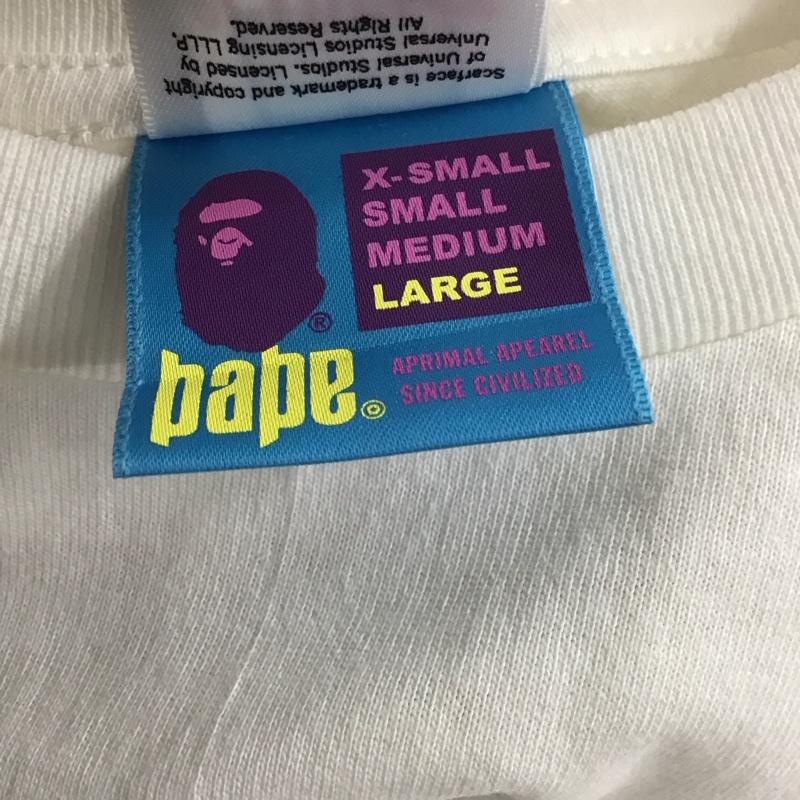 Scarface is a trademark and copyright
of Universal Studios. Licensed by
Universal Studios Licensing LLLP.
All Rights Reserved.
X-SMALL
SMALL
MEDIUM
LARGE
®
bape
APRIMAL APEAREL
SINCE CIVILIZED